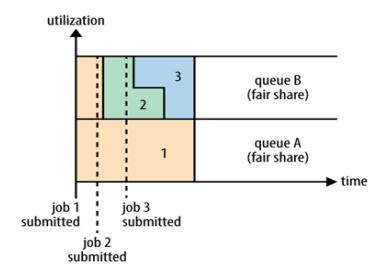 utilization
3
2
1
queue B
(fair share)
queue A
(fair share)
time
job 1
submitted
job 2
submitted
job 3
submitted